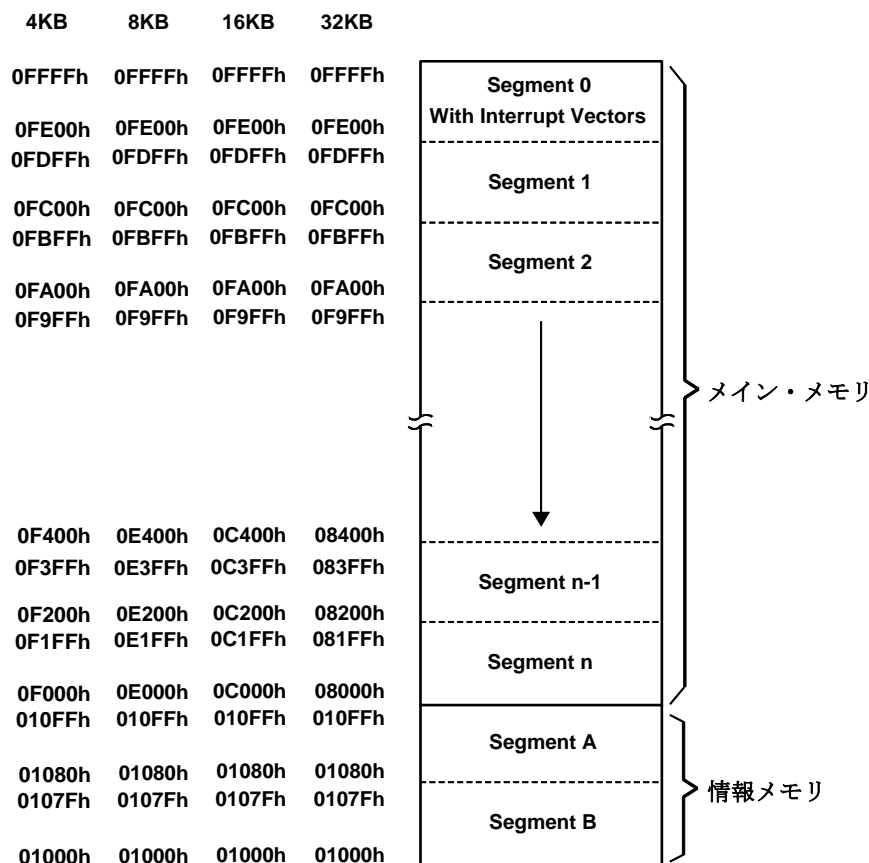 4KB 8KB 16KB 32KB
0FFFFh 0FFFFh 0FFFFh 0FFFFh
Segment 0
With Interrupt Vectors
0FE00h 0FE00h 0FE00h 0FE00h
0FDFFh 0FDFFh 0FDFFh 0FDFFh
Segment 1
0FC00h 0FC00h 0FC00h 0FC00h
0FBFFh 0FBFFh 0FBFFh 0FBFFh
Segment 2
0FA00h 0FA00h 0FA00h 0FA00h
0F9FFh 0F9FFh 0F9FFh 0F9FFh
メイン・メモリ
0F400h 0E400h 0C400h 08400h
0F3FFh 0E3FFh 0C3FFh 083FFh
Segment n-1
0F200h 0E200h 0C200h 08200h
0F1FFh 0E1FFh 0C1FFh 081FFh
Segment n
0F000h 0E000h 0C000h 08000h
010FFh 010FFh 010FFh 010FFh
Segment A
01080h 01080h 01080h 01080h
0107Fh 0107Fh 0107Fh 0107Fh
情報メモリ
Segment B
01000h 01000h 01000h 01000h